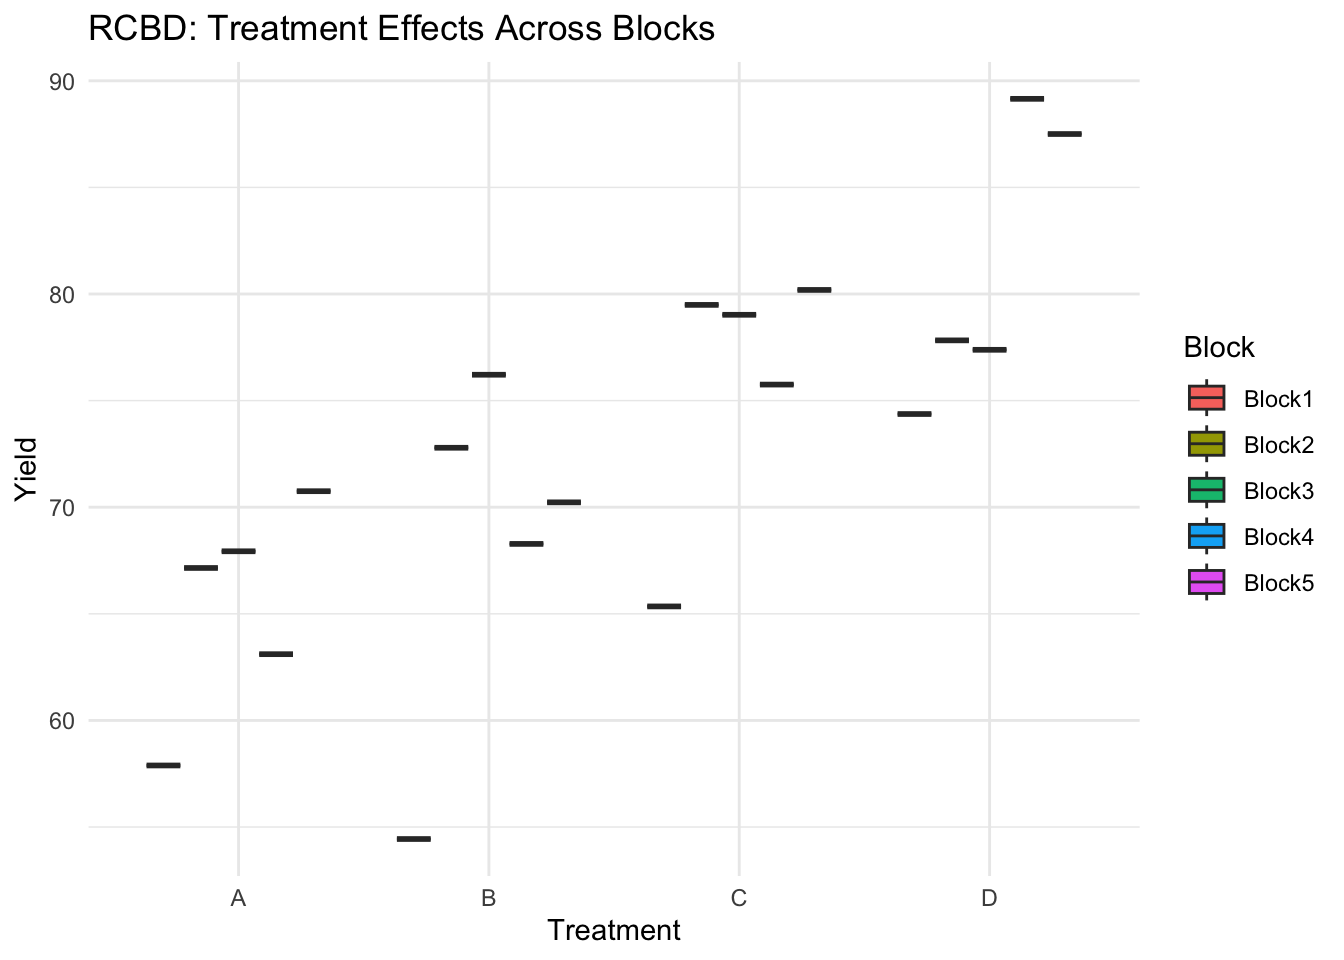 RCBD: Treatment Effects Across Blocks
90
80
70
60
Yield
A B C D
Treatment
Block
Block1
Block2
Block3
Block4
Block5